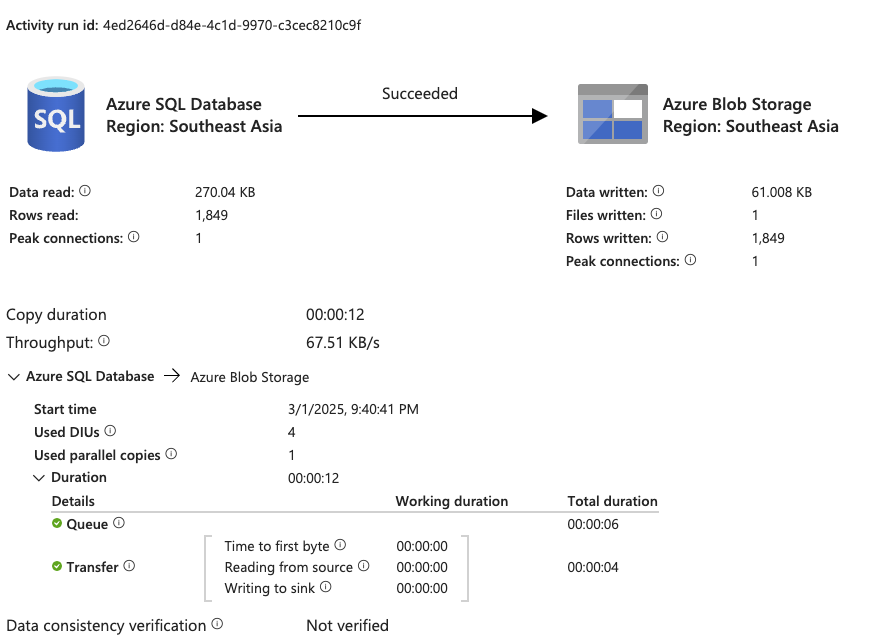 Activity run id: 4ed2646d-d84e-4c1d-9970-c3cec8210c9f
Succeeded
SQL
Azure SQL Database
Region: Southeast Asia
Azure Blob Storage
Region: Southeast Asia
Data read: 270.04 KB
Rows read: 1,849
Peak connections: 1
Data written: 61.008 KB
Files written: 1
Rows written: 1,849
Peak connections: 1
Copy duration 00:00:12
Throughput: 67.51 KB/s
Azure SQL Database → Azure Blob Storage
Start time 3/1/2025, 9:40:41 PM
Used DIUs 4
Used parallel copies 1
Duration 00:00:12
Details Working duration Total duration
Queue 00:00:06
Time to first byte 00:00:00
Transfer Reading from source 00:00:00 00:00:04
Writing to sink 00:00:00
Data consistency verification Not verified